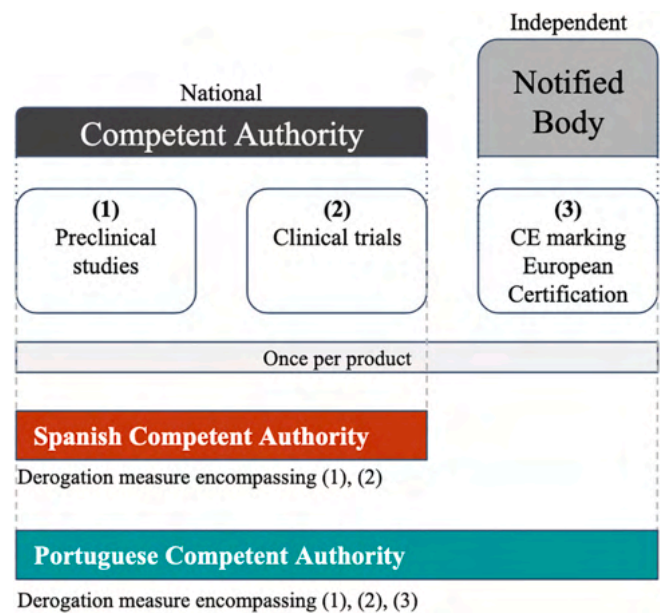 Independent
Notified
Body
National
Competent Authority
(1)
Preclinical
studies
(2)
Clinical trials
(3)
CE marking
European
Certification
Once per product
Spanish Competent Authority
Derogation measure encompassing (1), (2)
Portuguese Competent Authority
Derogation measure encompassing (1), (2), (3)